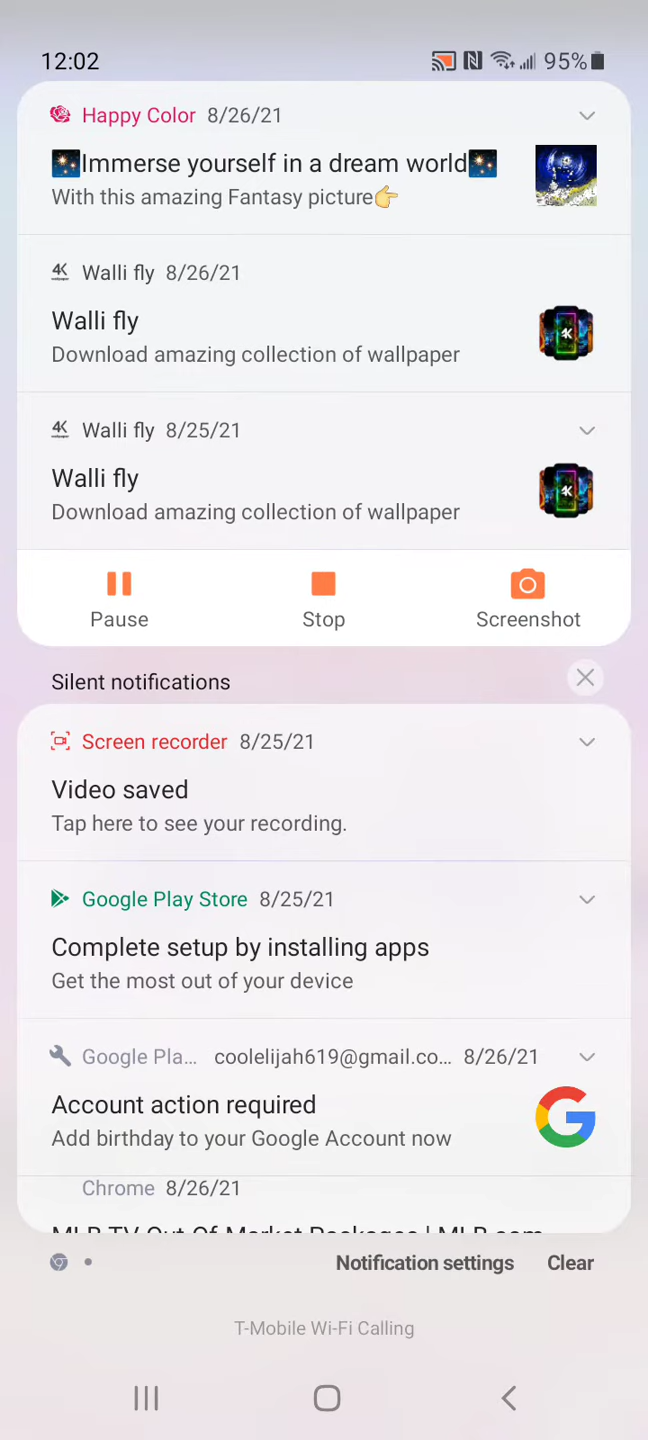 12:02 95%
Happy Color 8/26/21
Immerse yourself in a dream world
With this amazing Fantasy picture👉
4K Walli fly 8/26/21
Walli fly
Download amazing collection of wallpaper
4K Walli fly 8/25/21
Walli fly
Download amazing collection of wallpaper
Pause Stop Screenshot
Silent notifications
Screen recorder 8/25/21
Video saved
Tap here to see your recording.
Google Play Store 8/25/21
Complete setup by installing apps
Get the most out of your device
Google Pla... coolelijah619@gmail.co... 8/26/21
Account action required
Add birthday to your Google Account now
Chrome 8/26/21
MLB TV Out Of Market Packages | MLB.com
Notification settings Clear
T-Mobile Wi-Fi Calling